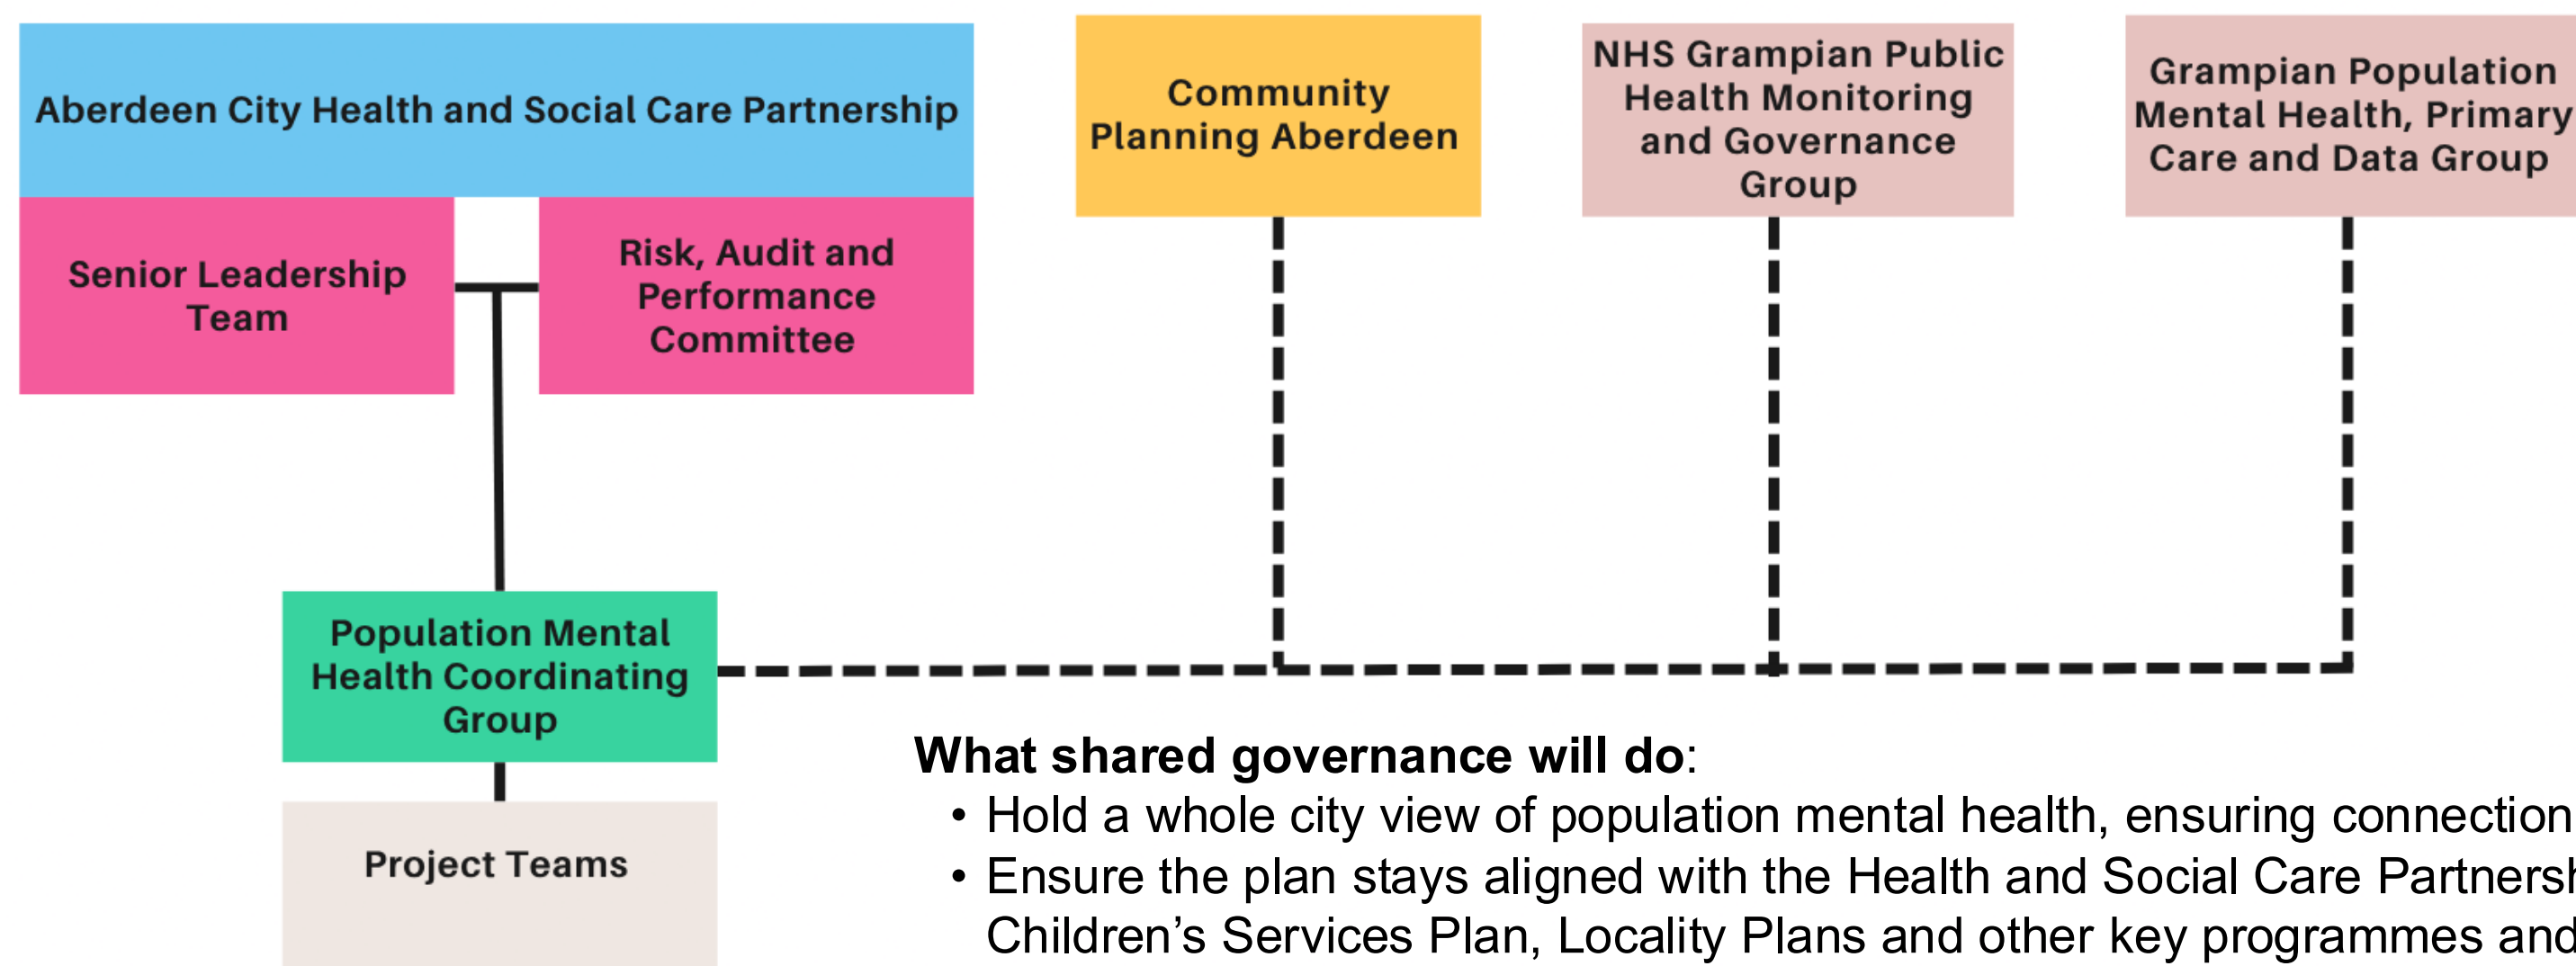 Aberdeen City Health and Social Care Partnership
Senior Leadership
Team
Risk, Audit and
Performance
Committee
Community
Planning Aberdeen
NHS Grampian Public
Health Monitoring
and Governance
Group
Grampian Population
Mental Health, Primary
Care and Data Group
Population Mental
Health Coordinating
Group
Project Teams
What shared governance will do:
• Hold a whole city view of population mental health, ensuring connection
• Ensure the plan stays aligned with the Health and Social Care
Children’s Services Plan, Locality Plans and other key programmes and